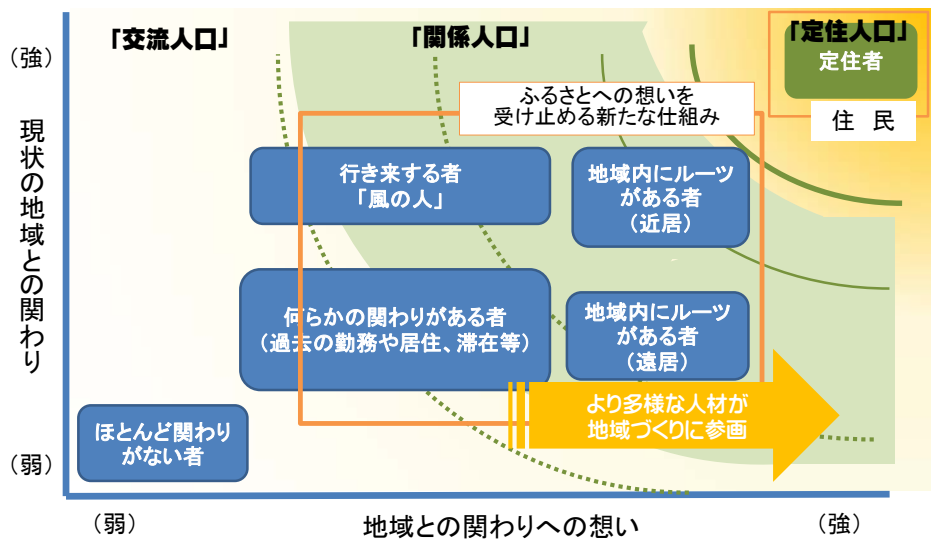 「交流人口」
「関係人口」
「定住人口」
定住者
住　民
（強）
現状の地域との関わり
（弱）
ふるさとへの想いを
受け止める新たな仕組み
行き来する者
「風の人」
地域内にルーツ
がある者
（近居）
何らかの関わりがある者
（過去の勤務や居住、滞在等）
地域内にルーツ
がある者
（遠居）
より多様な人材が
地域づくりに参画
ほとんど関わり
がない者
（弱）
地域との関わりへの想い
（強）